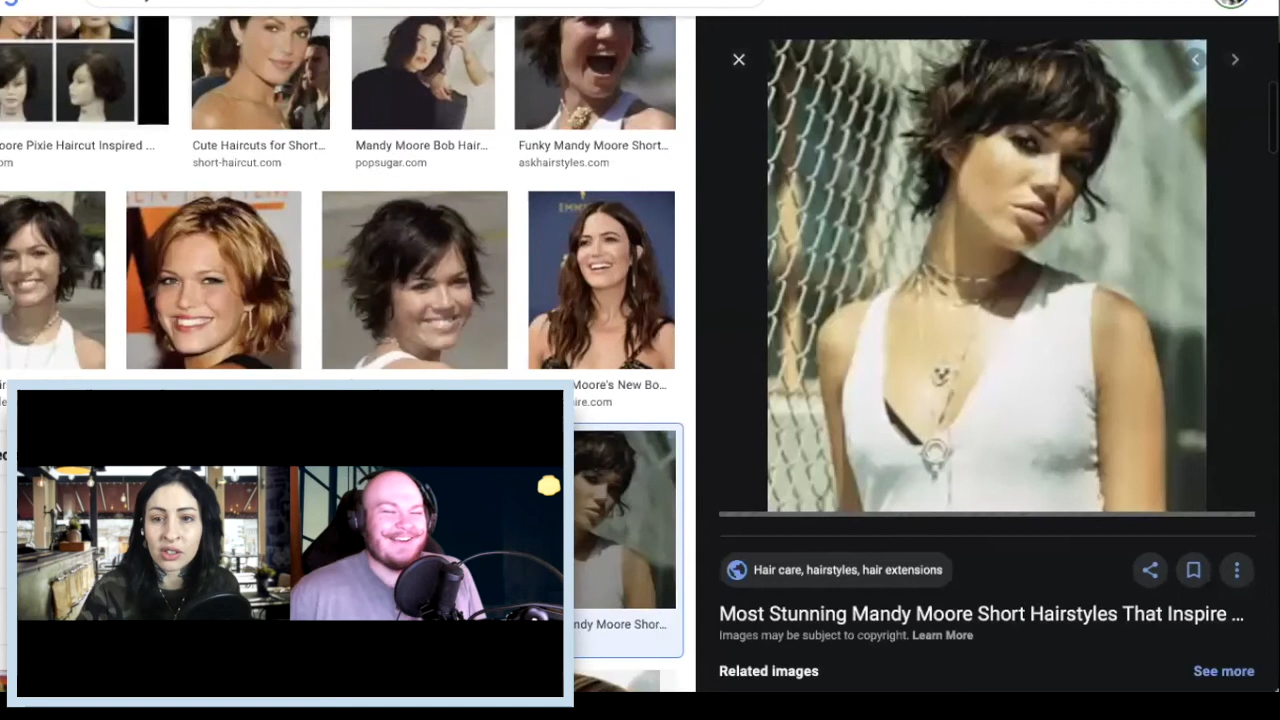 oore Pixie Haircut Inspired ...
om
Cute Haircuts for Short...
short-haircut.com
Mandy Moore Bob Hair...
popsugar.com
Funky Mandy Moore Short...
askhairstyles.com
EMM
Moore's New Bo...
ire.com
ndy Moore Shor...
Hair care, hairstyles, hair extensions
Most Stunning Mandy Moore Short Hairstyles That Inspire ...
Images may be subject to copyright. Learn More
Related images
See more